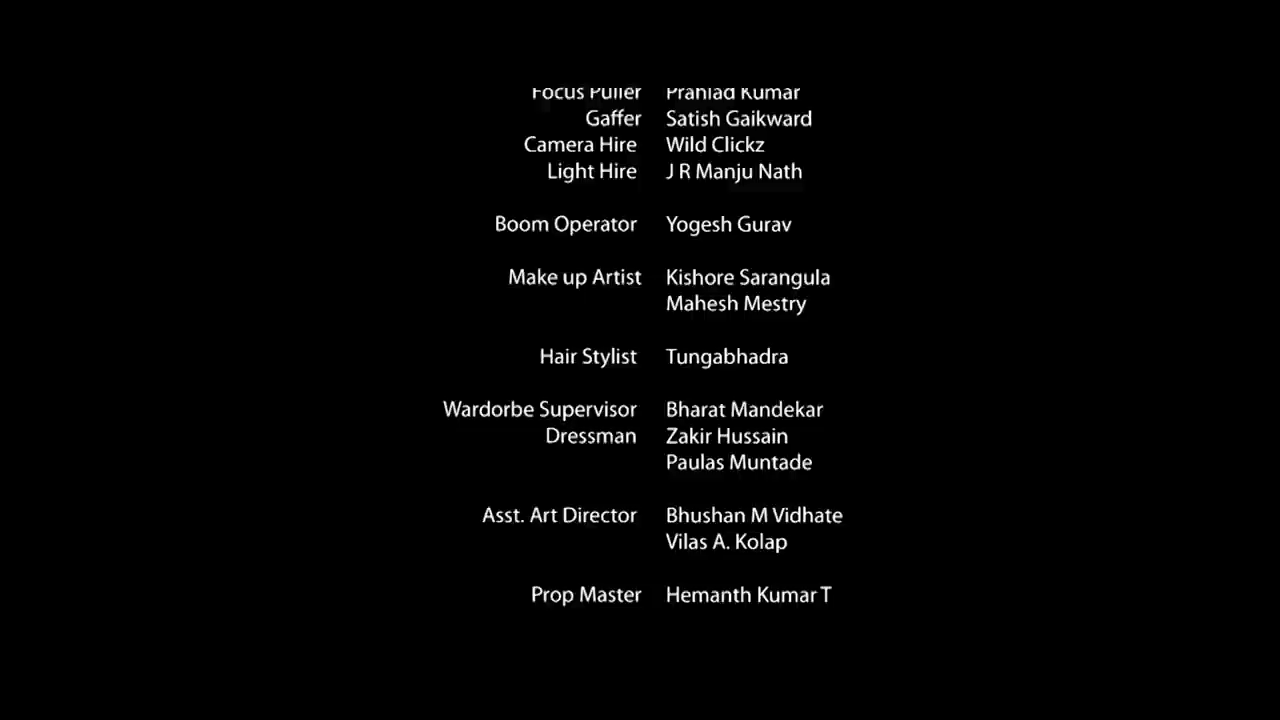 Focus Puller Prahlad Kumar
Gaffer Satish Gaikward
Camera Hire Wild Clickz
Light Hire J R Manju Nath
Boom Operator Yogesh Gurav
Make up Artist Kishore Sarangula
Mahesh Mestry
Hair Stylist Tungabhadra
Wardorbe Supervisor Bharat Mandekar
Dressman Zakir Hussain
Paulas Muntade
Asst. Art Director Bhushan M Vidhate
Vilas A. Kolap
Prop Master Hemanth Kumar T